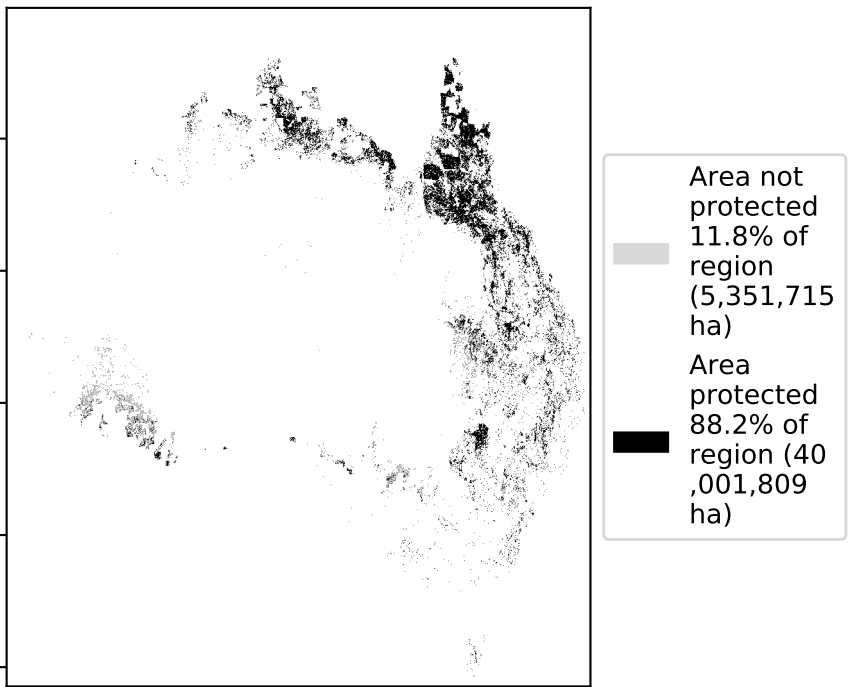 Area not
protected
11.8% of
region
(5,351,715
ha)
Area
protected
88.2% of
region (40
,001,809
ha)